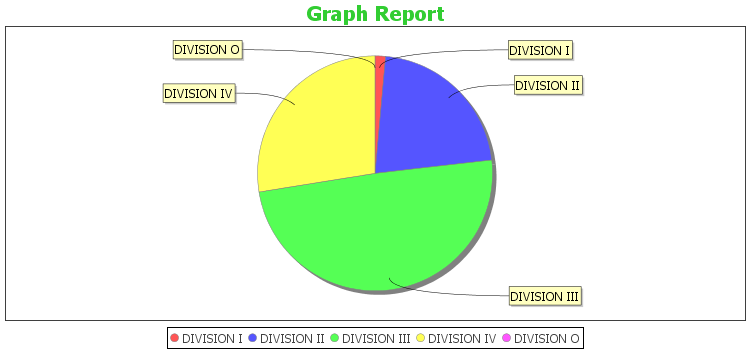 Graph Report
DIVISION O
DIVISION I
DIVISION II
DIVISION IV
DIVISION III
DIVISION I DIVISION II DIVISION III DIVISION IV DIVISION O